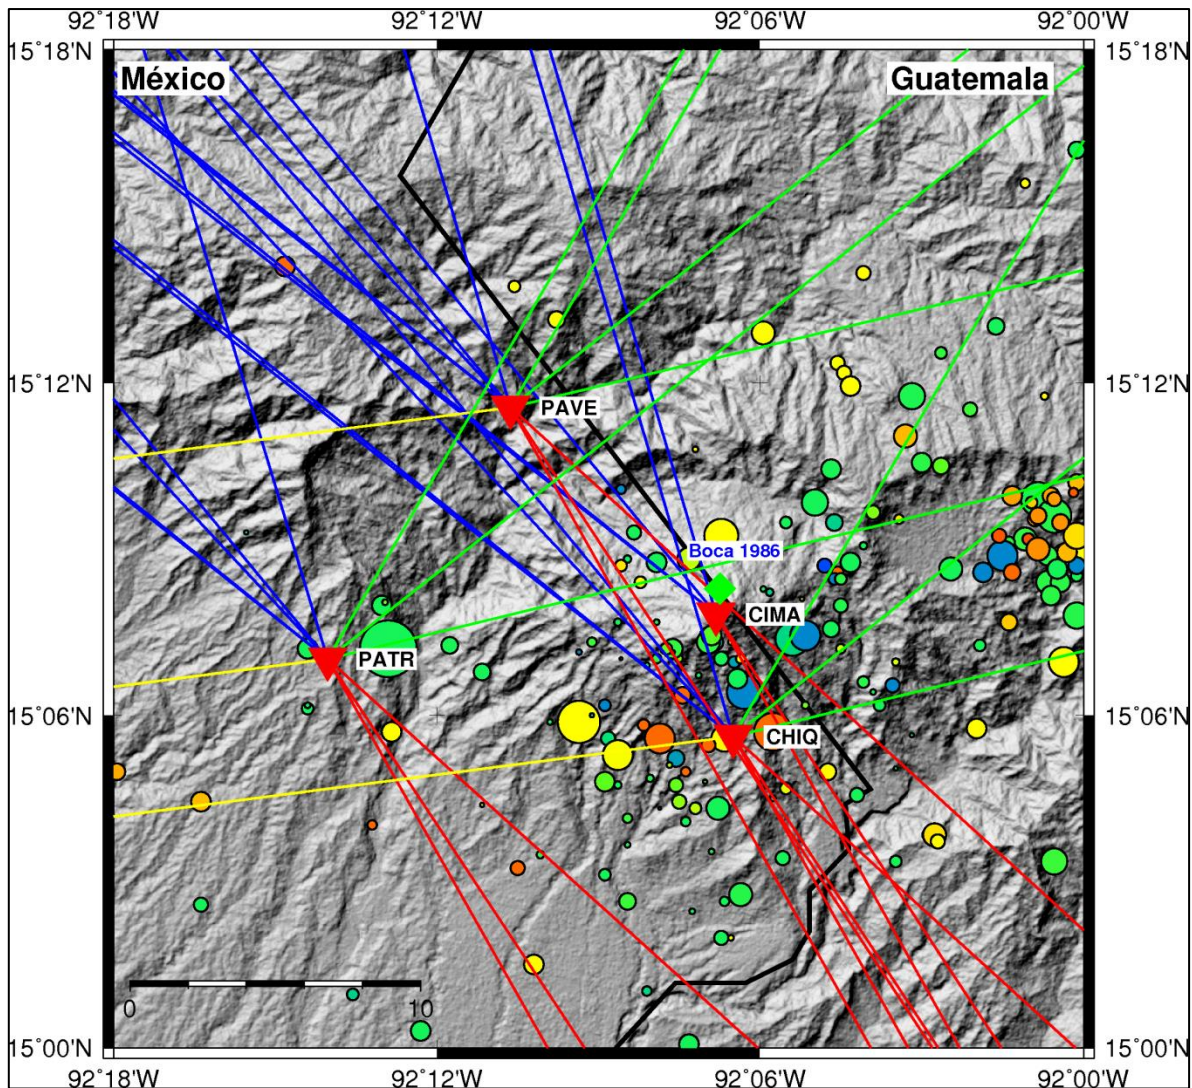 92°18'W 92°12'W 92°06'W 92°00'W
15°18'N 15°18'N
México Guatemala
15°12'N 15°12'N
PAVE
Boca 1986
CIMA
PATR
15°06'N 15°06'N
CHIQ
0 10
15°00'N 15°00'N
92°18'W 92°12'W 92°06'W 92°00'W